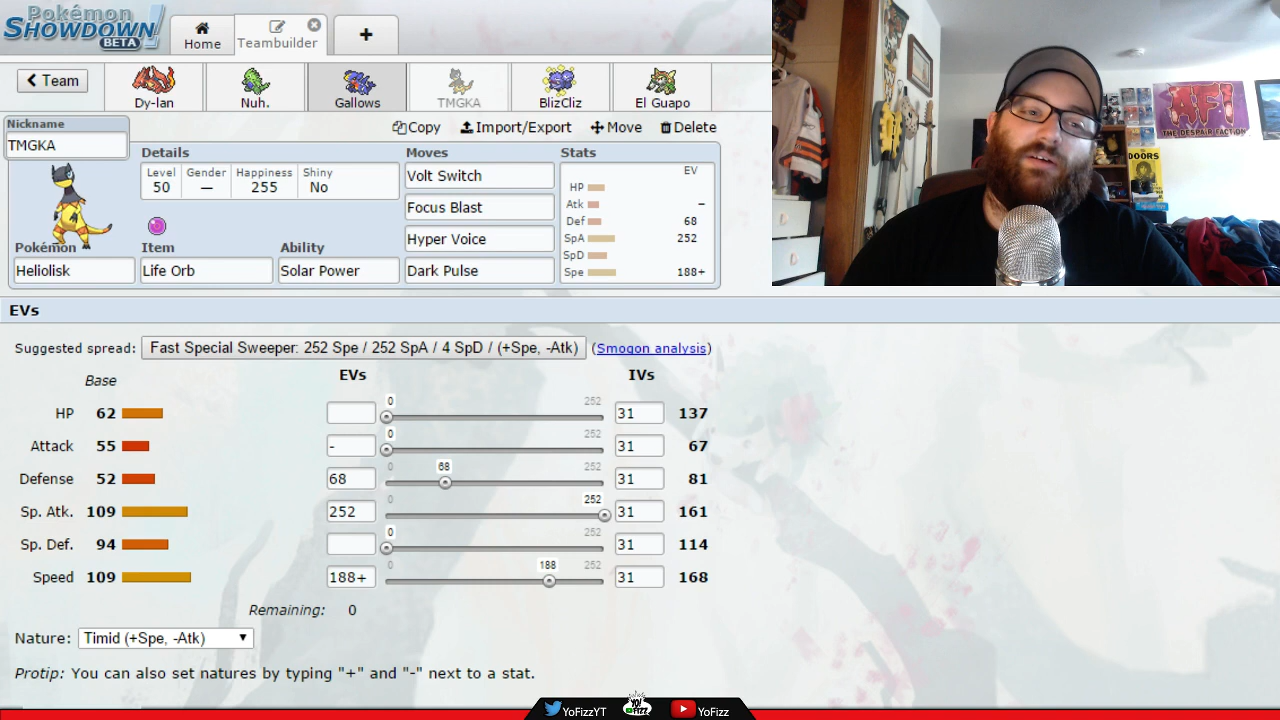 Pokémon
SHOWDOWN!
BETA
Home
Teambuilder
+
Team
Dy-lan
Nuh.
Gallows
TMGKA
BlizCliz
El Guapo
Nickname
TMGKA
Copy
Import/Export
Move
Delete
Details
Level
50
Gender
—
Happiness
255
Shiny
No
Pokémon
Heliolisk
Item
Life Orb
Ability
Solar Power
Moves
Volt Switch
Focus Blast
Hyper Voice
Dark Pulse
Stats
EV
HP
Atk –
Def 68
SpA 252
SpD
Spe 188+
AFI
THE DESPAIR FACTION
DOORS
EVs
Suggested spread: Fast Special Sweeper: 252 Spe / 252 SpA / 4 SpD / (+Spe, -Atk) (Smogon analysis)
Base EVs IVs
HP 62 0 252 31 137
Attack 55 - 0 252 31 67
Defense 52 68 0 68 252 31 81
Sp. Atk. 109 252 0 252 31 161
Sp. Def. 94 0 252 31 114
Speed 109 188+ 0 188 252 31 168
Remaining: 0
Nature: Timid (+Spe, -Atk)
Protip: You can also set natures by typing "+" and "-" next to a stat.
YoFizzYT
YO!
FIZZ
YoFizz